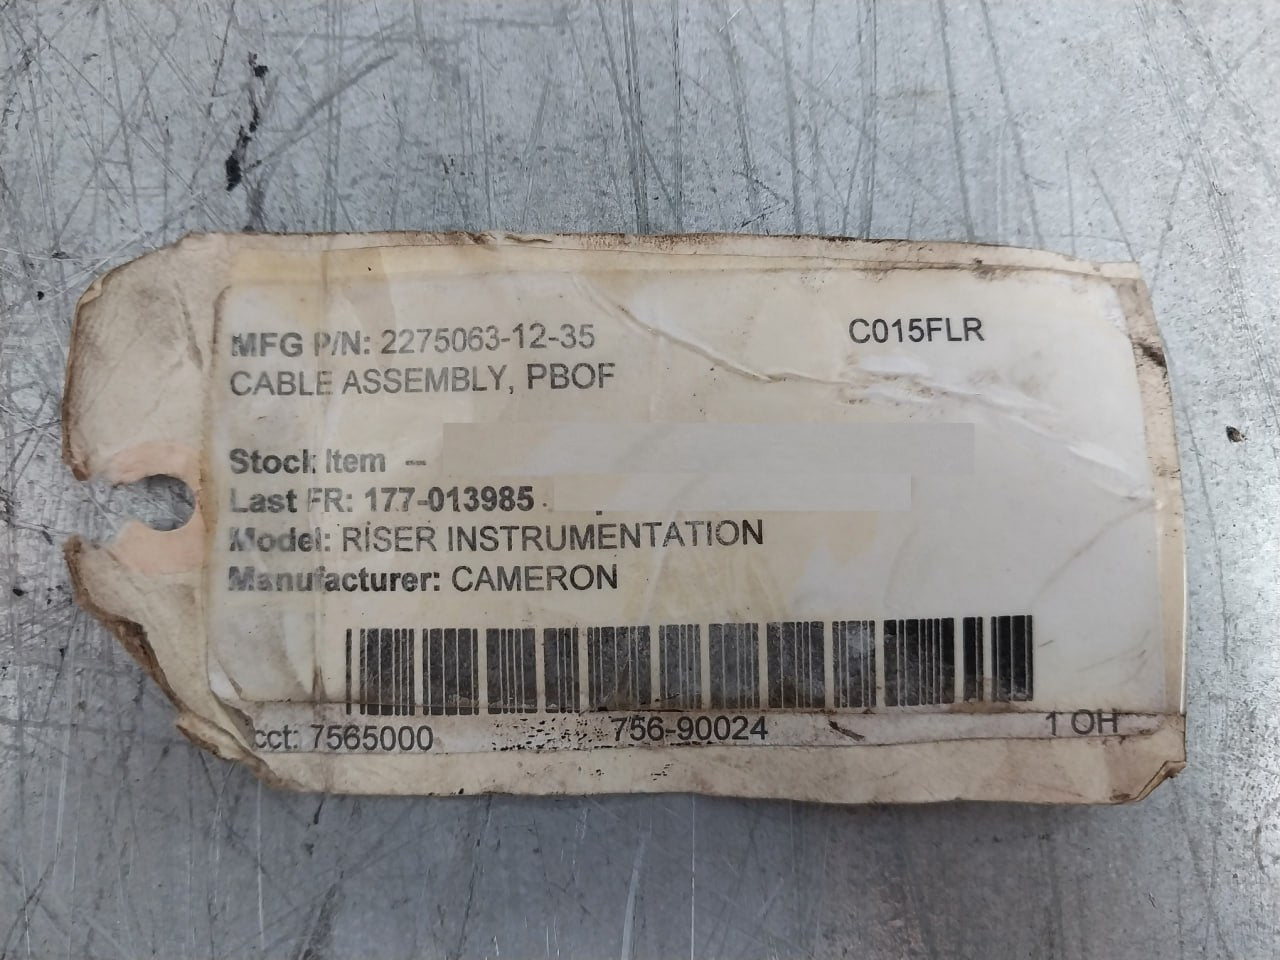 MFG P/N: 2275063-12-35 C015FLR
CABLE ASSEMBLY, PBOF
Stock Item --
Last FR: 177-013985
Model: RISER INSTRUMENTATION
Manufacturer: CAMERON
cct: 7565000 756-90024 1 OH